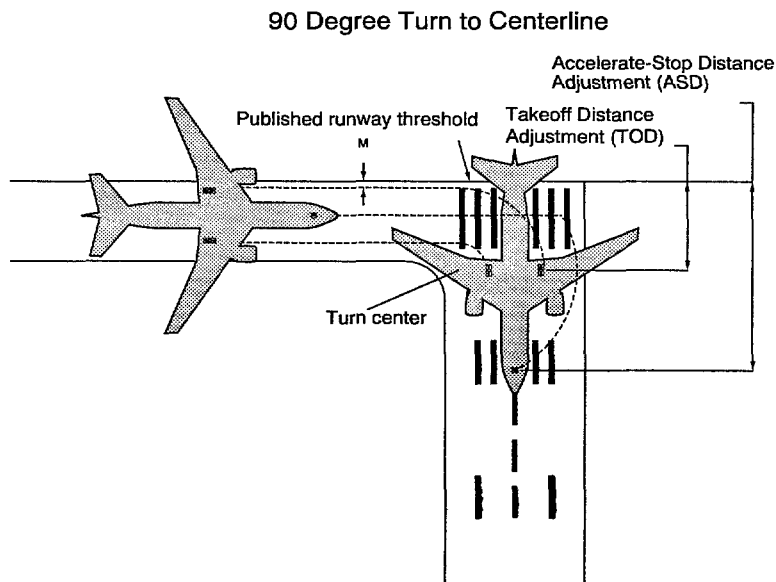 90 Degree Turn to Centerline
Accelerate-Stop Distance
Adjustment (ASD)
Published runway threshold
Takeoff Distance
Adjustment (TOD)
M
Turn center